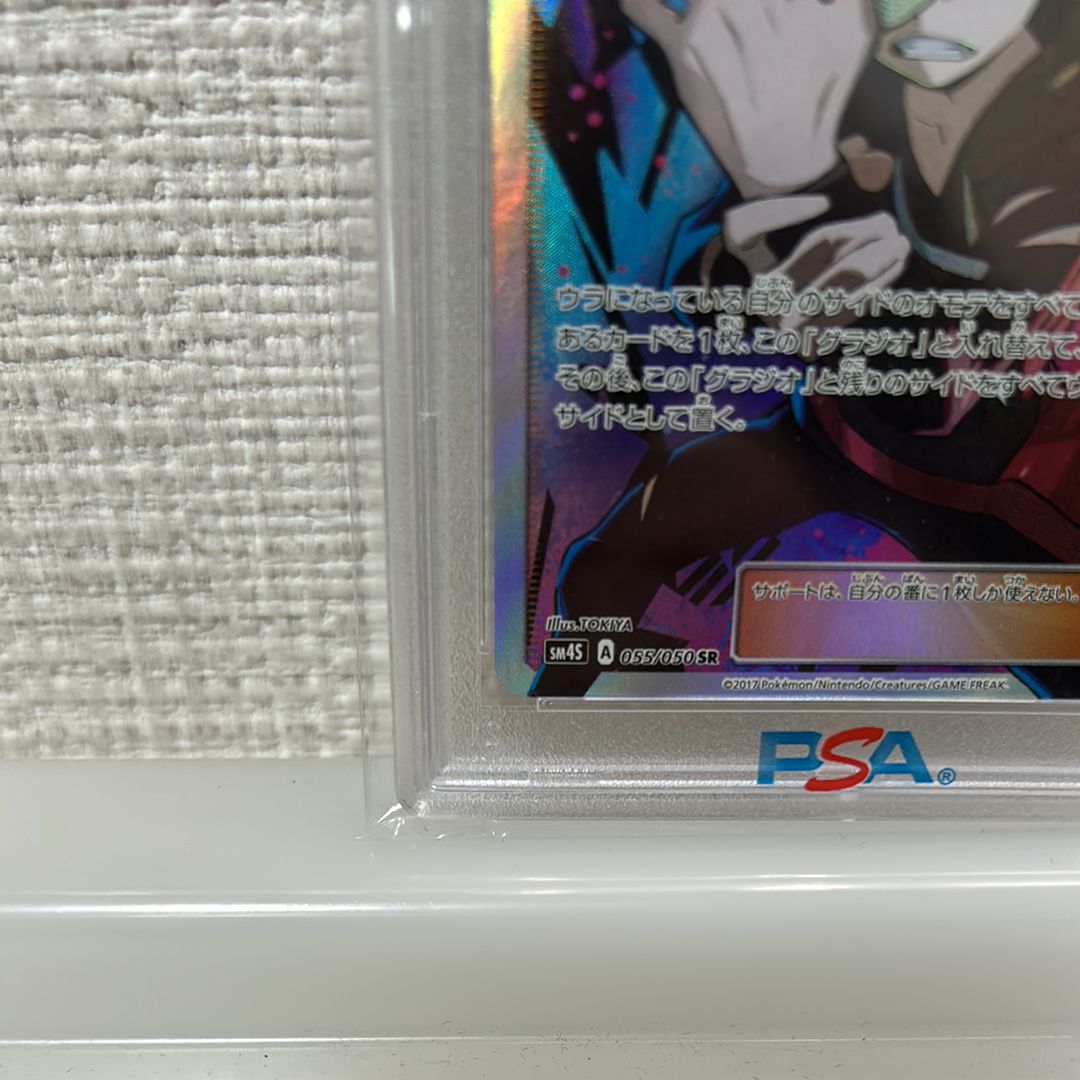 ウラになっている自分のサイドのオモテをすべて
あるカードを1枚、この「グラジオ」と入れ替えて、
その後、この「グラジオ」と残りのサイドをすべてウ
サイドとして置く。
サポートは、自分の番に1枚しか使えない。
Illus. TOKIYA
SM4S A 055/050 SR
©2017 Pokémon/Nintendo/Creatures/GAME FREAK.
PSA®